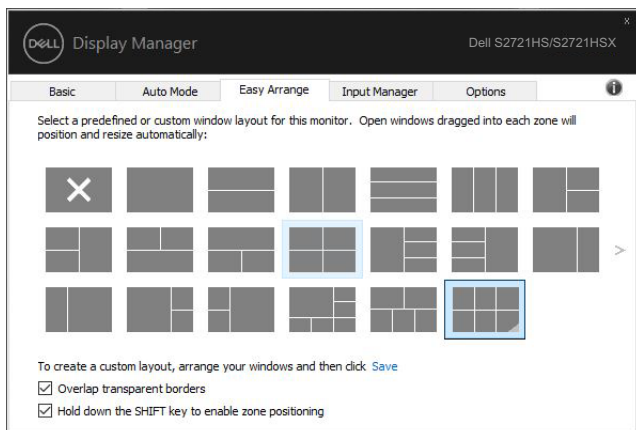 DELL Display Manager
x
Dell S2721HS/S2721HSX
Basic Auto Mode Easy Arrange Input Manager Options
Select a predefined or custom window layout for this monitor. Open windows dragged into each zone will
position and resize automatically:
To create a custom layout, arrange your windows and then click Save
Overlap transparent borders
Hold down the SHIFT key to enable zone positioning